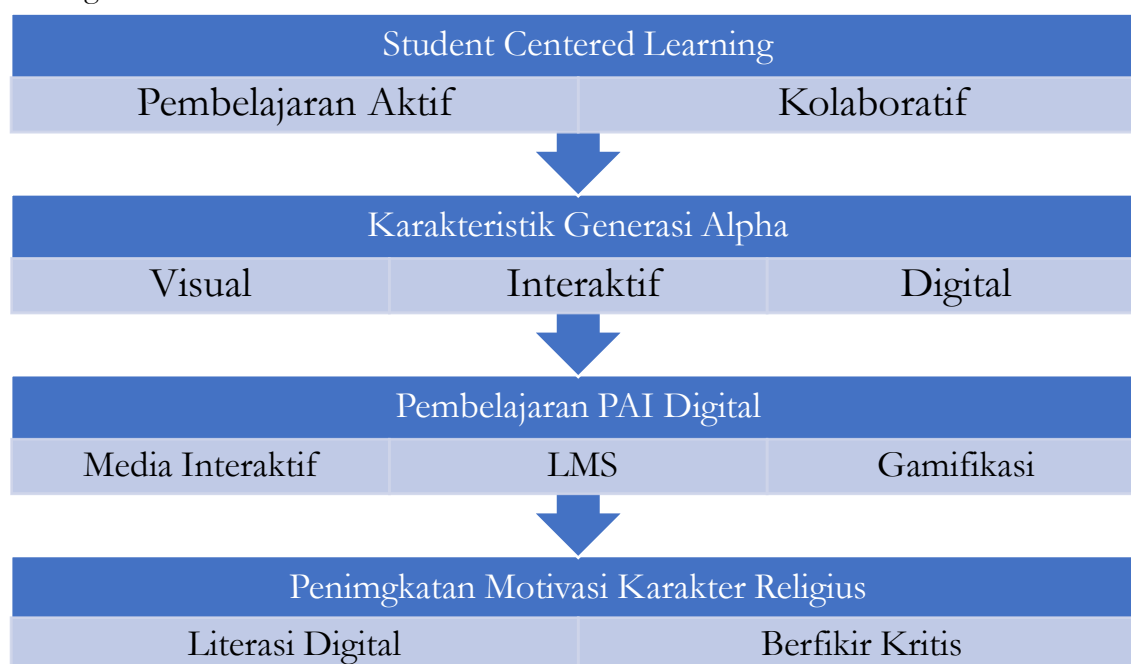 Student Centered Learning
Pembelajaran Aktif Kolaboratif
Karakteristik Generasi Alpha
Visual Interaktif Digital
Pembelajaran PAI Digital
Media Interaktif LMS Gamifikasi
Penimgkatan Motivasi Karakter Religius
Literasi Digital Berfikir Kritis